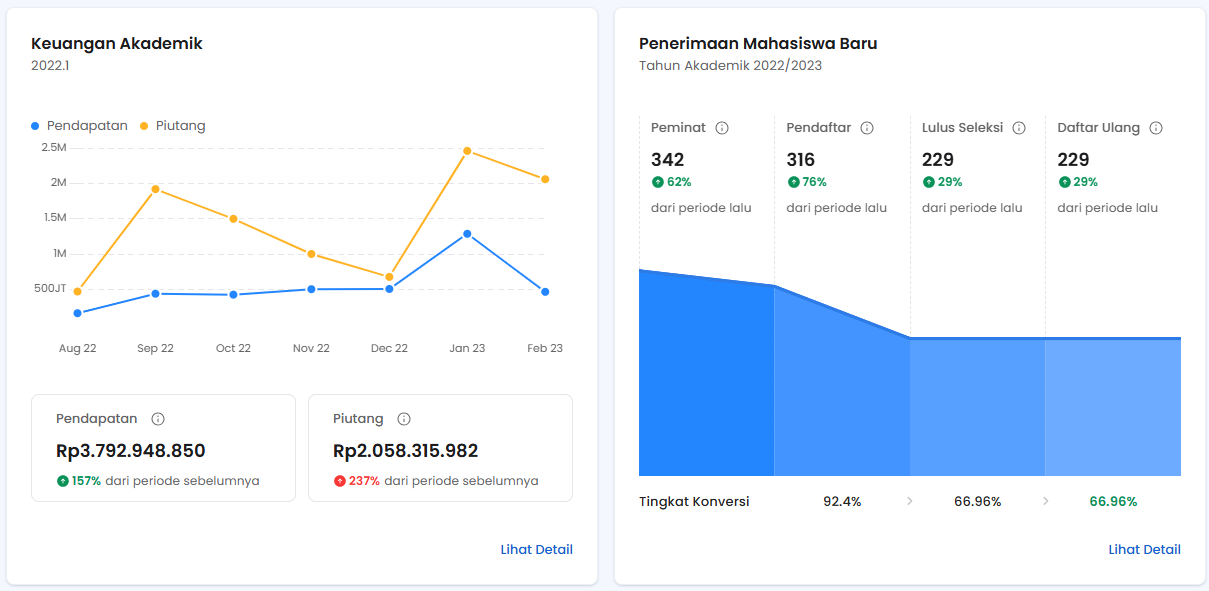 Keuangan Akademik
2022.1
Pendapatan Piutang
2.5M
2M
1.5M
1M
500JT
Aug 22 Sep 22 Oct 22 Nov 22 Dec 22 Jan 23 Feb 23
Pendapatan
Rp3.792.948.850
157% dari periode sebelumnya
Piutang
Rp2.058.315.982
237% dari periode sebelumnya
Lihat Detail
Penerimaan Mahasiswa Baru
Tahun Akademik 2022/2023
Peminat
342
62%
dari periode lalu
Pendaftar
316
76%
dari periode lalu
Lulus Seleksi
229
29%
dari periode lalu
Daftar Ulang
229
29%
dari periode lalu
Tingkat Konversi 92.4% > 66.96% > 66.96%
Lihat Detail